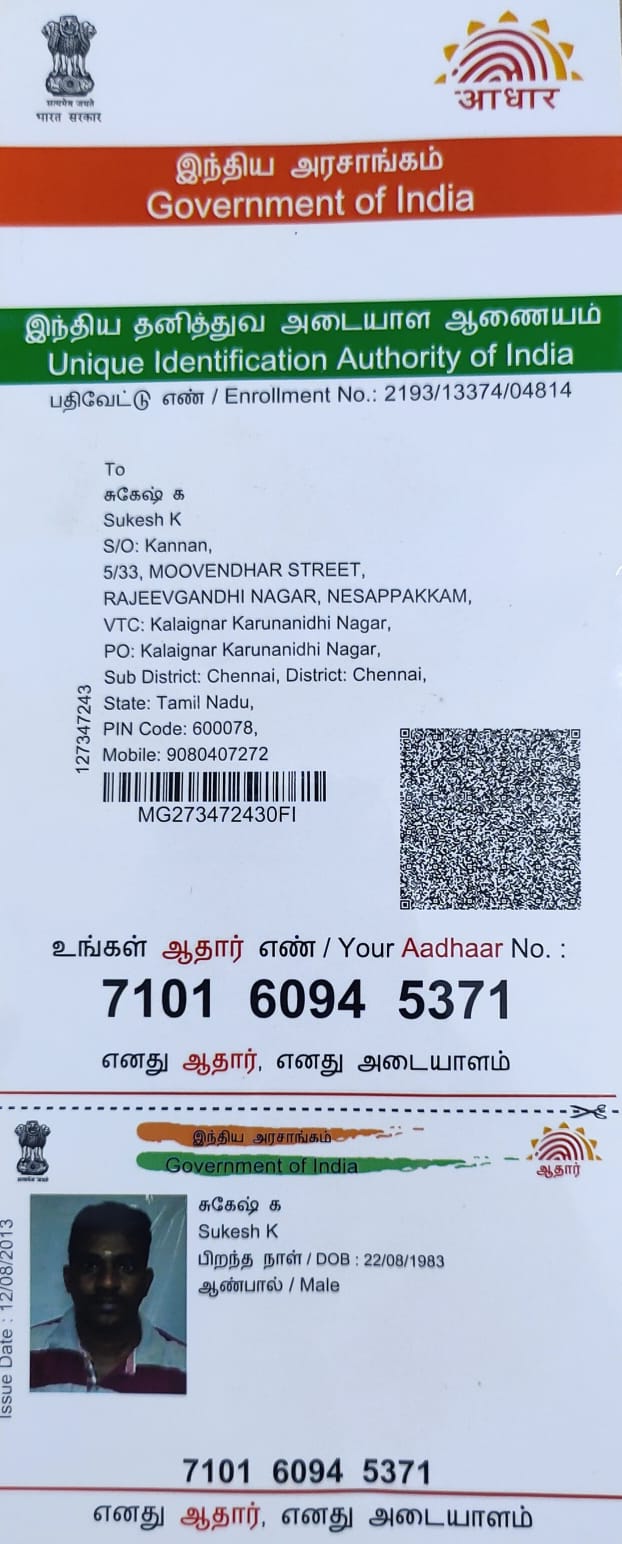 सत्यमेव जयते
भारत सरकार
आधार
இந்திய அரசாங்கம்
Government of India
இந்திய தனித்துவ அடையாள ஆணையம்
Unique Identification Authority of India
பதிவேட்டு எண் / Enrollment No.: 2193/13374/04814
To
சுகேஷ் க
Sukesh K
S/O: Kannan,
5/33, MOOVENDHAR STREET,
RAJEEVGANDHI NAGAR, NESAPPAKKAM,
VTC: Kalaignar Karunanidhi Nagar,
PO: Kalaignar Karunanidhi Nagar,
Sub District: Chennai, District: Chennai,
State: Tamil Nadu,
PIN Code: 600078,
Mobile: 9080407272
127347243
MG273472430FI
உங்கள் ஆதார் எண் / Your Aadhaar No. :
7101 6094 5371
எனது ஆதார், எனது அடையாளம்
இந்திய அரசாங்கம்
Government of India
ஆதார்
சுகேஷ் க
Sukesh K
பிறந்த நாள் / DOB : 22/08/1983
ஆண்பால் / Male
Issue Date : 12/08/2013
7101 6094 5371
எனது ஆதார், எனது அடையாளம்